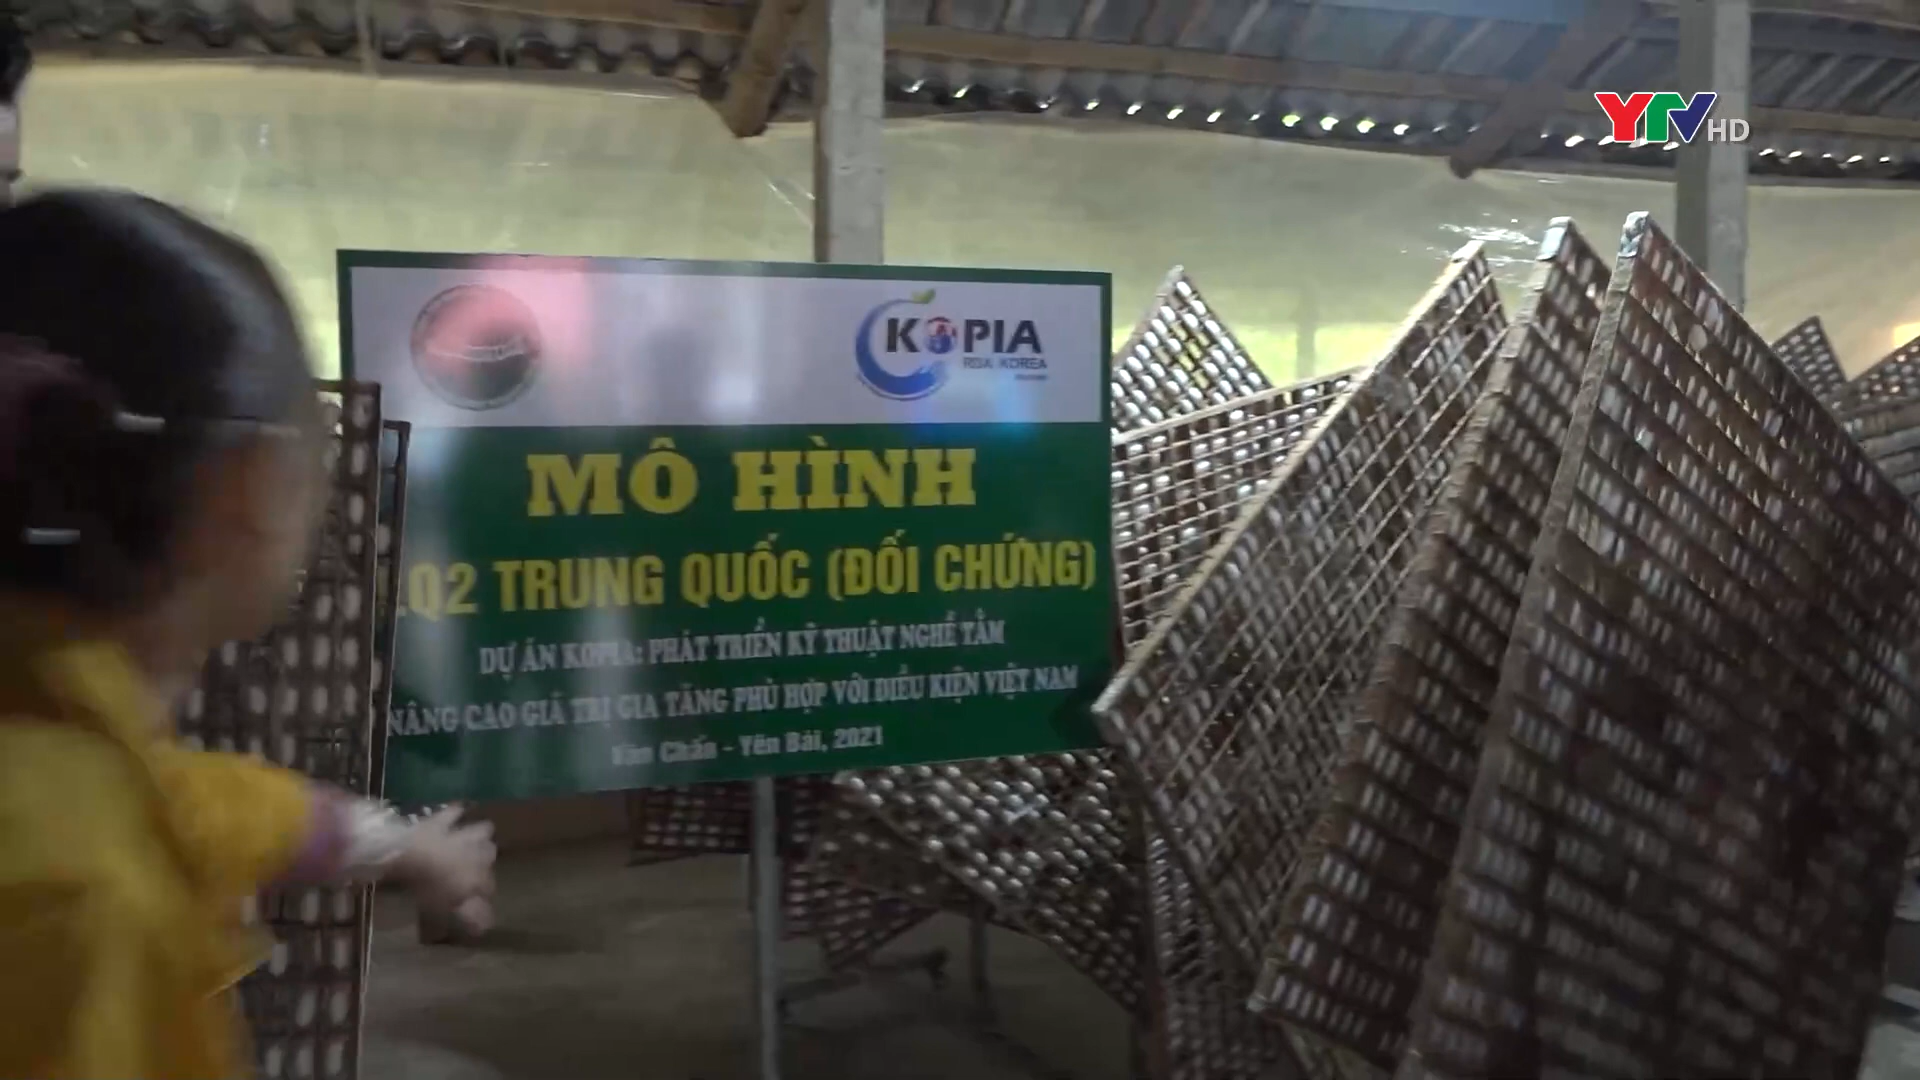 YTV HD
KOPIA
RDA KOREA
MÔ HÌNH
LQ2 TRUNG QUỐC (ĐỐI CHỨNG)
DỰ ÁN KOPIA: PHÁT TRIỂN KỸ THUẬT NGHỀ TẰM
NÂNG CAO GIÁ TRỊ GIA TĂNG PHÙ HỢP VỚI ĐIỀU KIỆN VIỆT NAM
Văn Chấn - Yên Bái, 2021